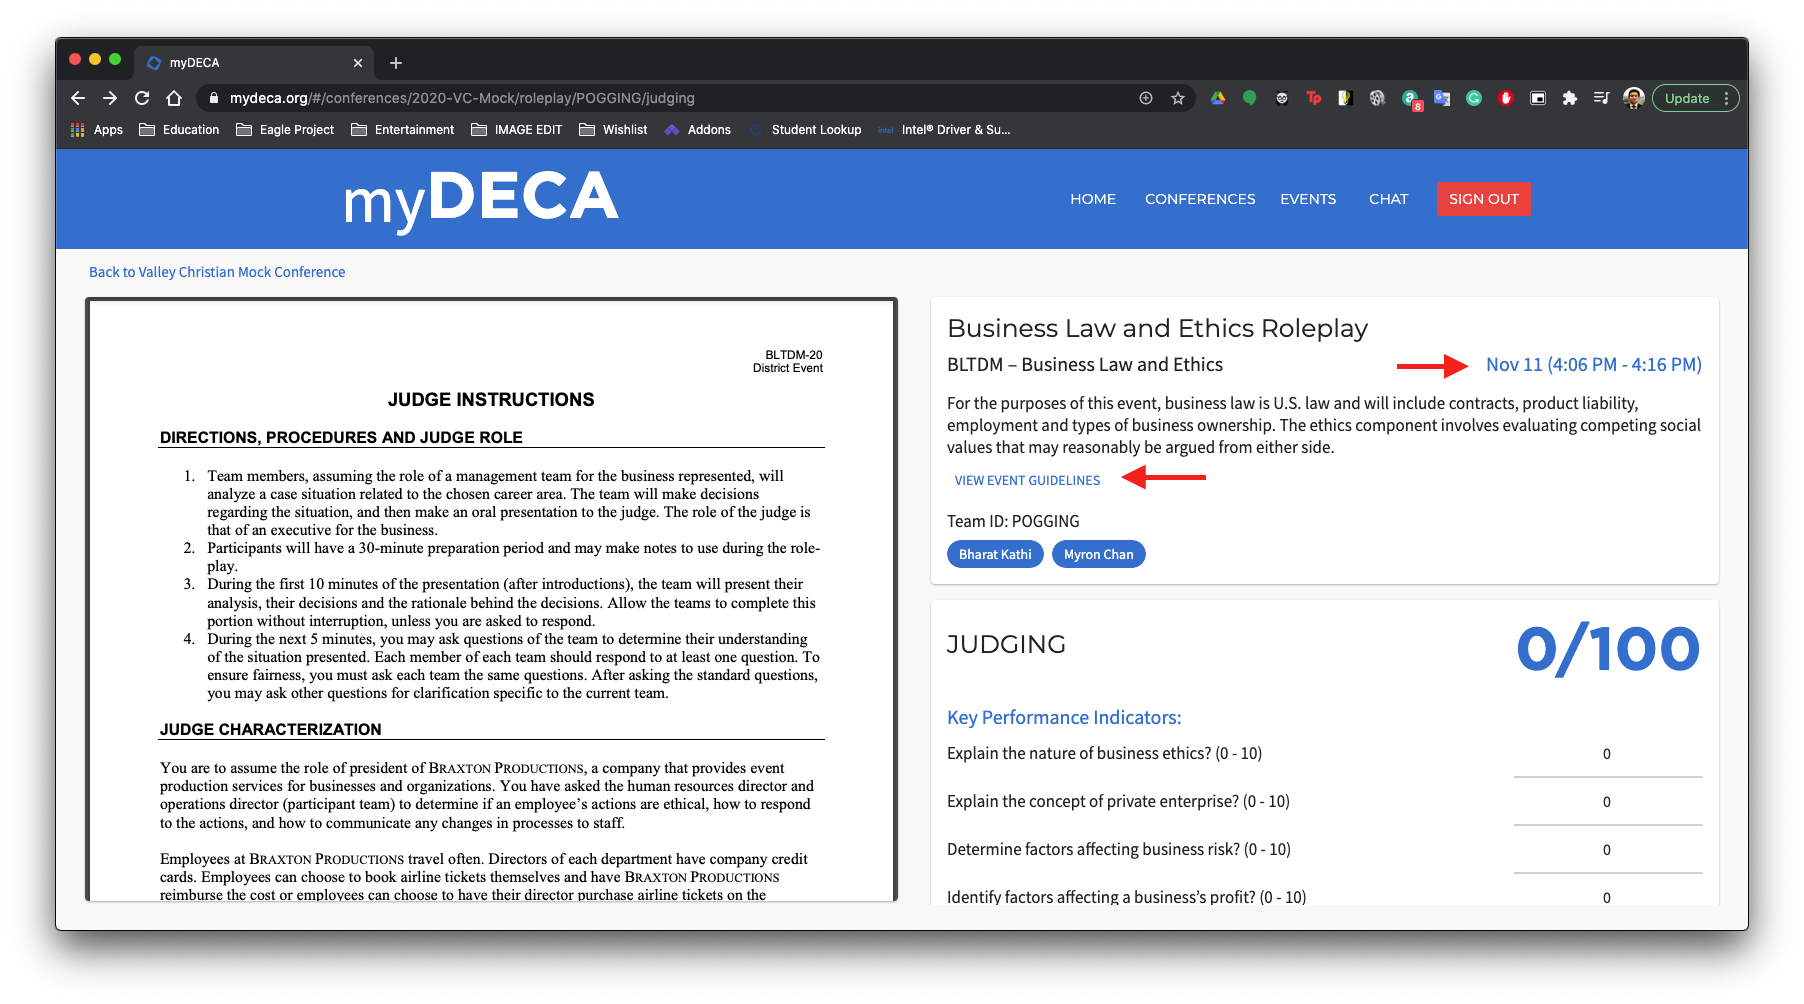 myDECA
mydeca.org/#/conferences/2020-VC-Mock/roleplay/POGGING/judging
Tp
8
Update
Apps
Education
Eagle Project
Entertainment
IMAGE EDIT
Wishlist
Addons
Student Lookup
intel
Intel® Driver & Su...
myDECA
HOME
CONFERENCES
EVENTS
CHAT
SIGN OUT
Back to Valley Christian Mock Conference
BLTDM-20
District Event
JUDGE INSTRUCTIONS
DIRECTIONS, PROCEDURES AND JUDGE ROLE
1. Team members, assuming the role of a management team for the business represented, will
analyze a case situation related to the chosen career area. The team will make decisions
regarding the situation, and then make an oral presentation to the judge. The role of the judge is
that of an executive for the business.
2. Participants will have a 30-minute preparation period and may make notes to use during the role-
play.
3. During the first 10 minutes of the presentation (after introductions), the team will present their
analysis, their decisions and the rationale behind the decisions. Allow the teams to complete this
portion without interruption, unless you are asked to respond.
4. During the next 5 minutes, you may ask questions of the team to determine their understanding
of the situation presented. Each member of each team should respond to at least one question. To
ensure fairness, you must ask each team the same questions. After asking the standard questions,
you may ask other questions for clarification specific to the current team.
JUDGE CHARACTERIZATION
You are to assume the role of president of BRAXTON PRODUCTIONS, a company that provides event
production services for businesses and organizations. You have asked the human resources director and
operations director (participant team) to determine if an employee's actions are ethical, how to respond
to the actions, and how to communicate any changes in processes to staff.
Employees at BRAXTON PRODUCTIONS travel often. Directors of each department have company credit
cards. Employees can choose to book airline tickets themselves and have BRAXTON PRODUCTIONS
reimburse the cost or employees can choose to have their director purchase airline tickets on the
Business Law and Ethics Roleplay
BLTDM – Business Law and Ethics
Nov 11 (4:06 PM - 4:16 PM)
For the purposes of this event, business law is U.S. law and will include contracts, product liability,
employment and types of business ownership. The ethics component involves evaluating competing social
values that may reasonably be argued from either side.
VIEW EVENT GUIDELINES
Team ID: POGGING
Bharat Kathi
Myron Chan
JUDGING
0/100
Key Performance Indicators:
Explain the nature of business ethics? (0 - 10)
0
Explain the concept of private enterprise? (0 - 10)
0
Determine factors affecting business risk? (0 - 10)
0
Identify factors affecting a business's profit? (0 - 10)
0